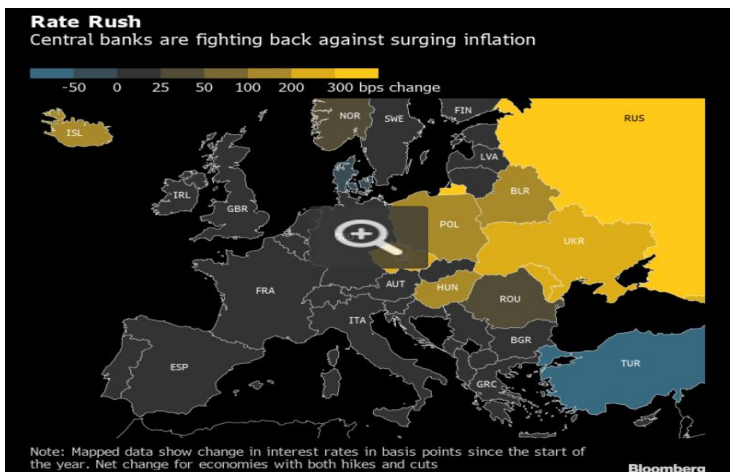 Rate Rush
Central banks are fighting back against surging inflation
-50 0 25 50 100 200 300 bps change
ISL
NOR
SWE
FIN
RUS
LVA
IRL
GBR
BLR
POL
UKR
FRA
AUT
HUN
ROU
ITA
BGR
ESP
TUR
GRC
Note: Mapped data show change in interest rates in basis points since the start of
the year. Net change for economies with both hikes and cuts
Bloomberg